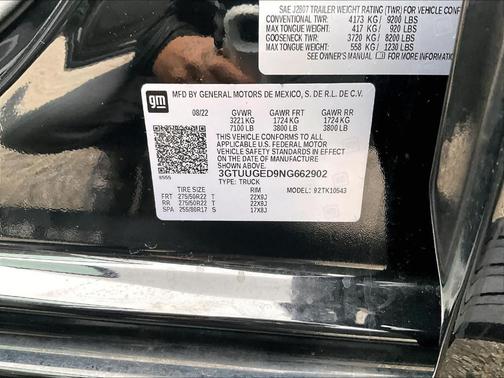 SAE J2807 TRAILER WEIGHT RATING (TWR) FOR VEHICLE CONF
CONVENTIONAL TWR: 4173 KG / 9200 LBS
MAX TONGUE WEIGHT: 417 KG / 920 LBS
GOOSENECK TWR: 3720 KG / 8200 LBS
MAX TONGUE WEIGHT: 558 KG / 1230 LBS
SEE OWNER'S MANUAL
gm
MFD BY GENERAL MOTORS DE MEXICO, S. DE R.L. DE C.V.
08/22 GVWR GAWR FRT GAWR RR
3221 KG 1724 KG 1724 KG
7100 LB 3800 LB 3800 LB
THIS VEHICLE CONFORMS TO ALL
APPLICABLE U.S. FEDERAL MOTOR
VEHICLE SAFETY STANDARDS IN EFFECT
ON THE DATE OF MANUFACTURE SHOWN ABOVE.
3GTUUGED9NG662902
TYPE: TRUCK MODEL: 92TK10543
TIRE SIZE RIM
FRT 275/50R22 T 22X9J
RR 275/50R22 T 22X9J
SPA 255/80R17 S 17X8J